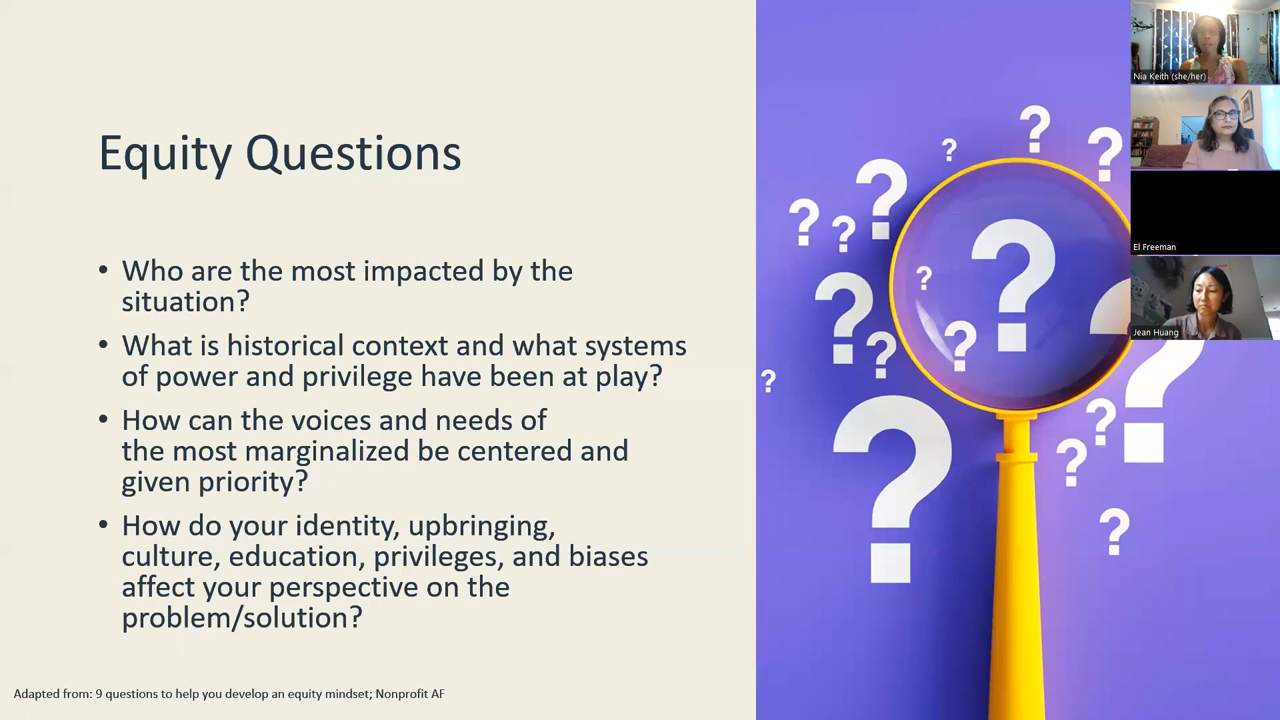 Equity Questions
• Who are the most impacted by the
situation?
• What is historical context and what systems
of power and privilege have been at play?
• How can the voices and needs of
the most marginalized be centered and
given priority?
• How do your identity, upbringing,
culture, education, privileges, and biases
affect your perspective on the
problem/solution?
Adapted from: 9 questions to help you develop an equity mindset; Nonprofit AF
Nia Keith (she/her)
El Freeman
Jean Huang